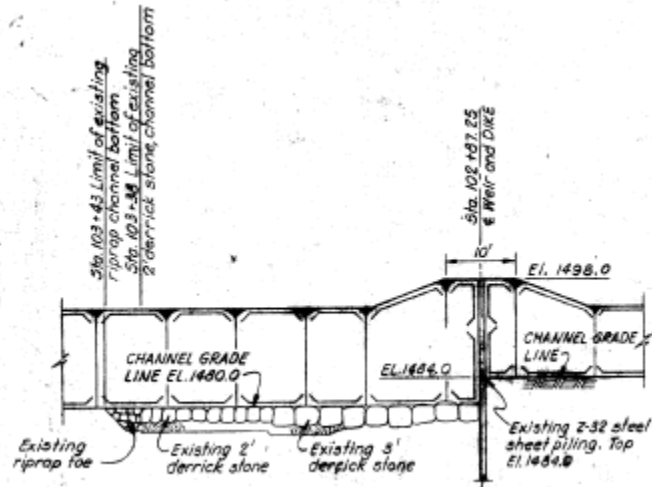 Sta. 103+43 Limit of existing
riprap channel bottom
Sta. 103+38 Limit of existing
2' derrick stone, channel bottom
Sta. 102+87.25
℄ Weir and DIKE
10'
El. 1498.0
CHANNEL GRADE
LINE EL. 1480.0
EL. 1484.0
CHANNEL GRADE
LINE
Existing
riprap toe
Existing 2'
derrick stone
Existing 3'
derrick stone
Existing Z-32 steel
sheet piling. Top
El. 1484.0